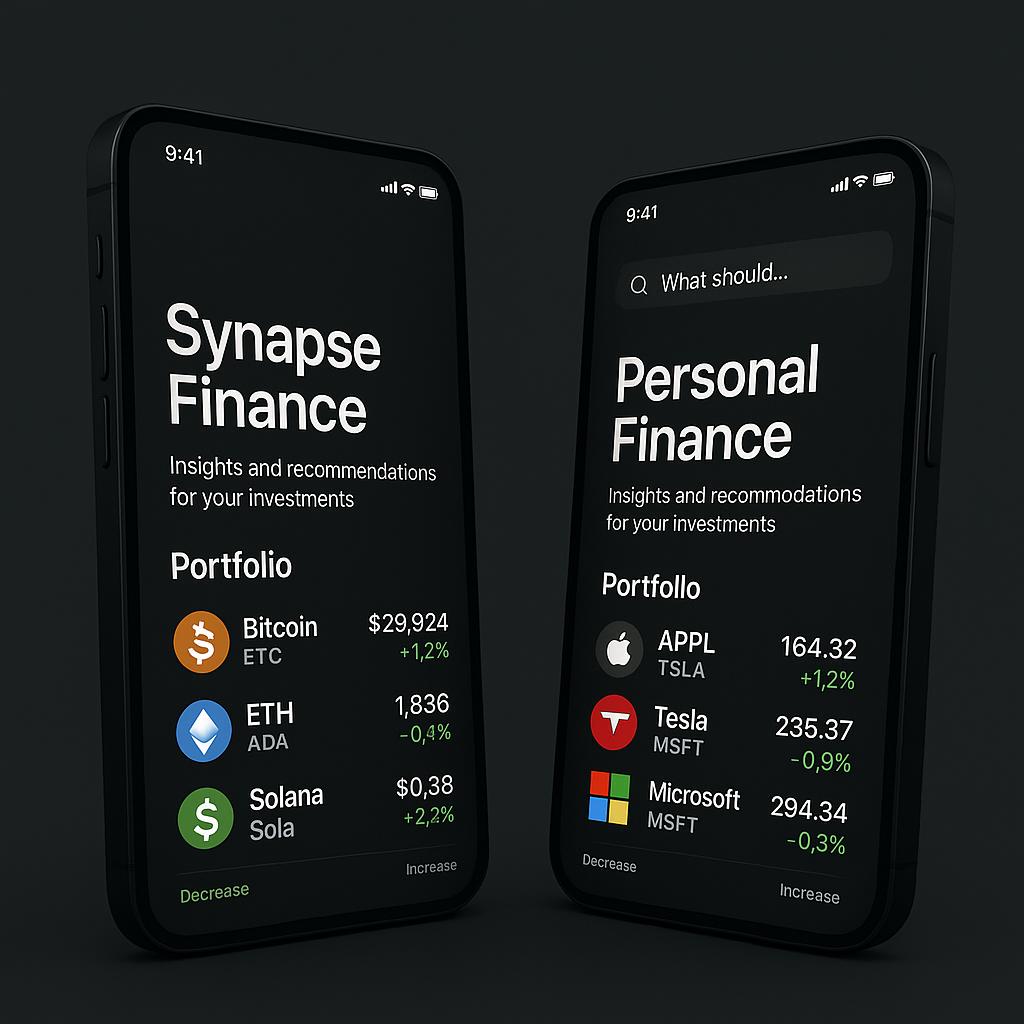 9:41
Synapse
Finance
Insights and recommendations
for your investments
Portfolio
Bitcoin $29,924
ETC +1,2%
ETH 1,836
ADA -0,4%
Solana $0,38
Sola +2,2%
Increase
Decrease
9:41
What should...
Personal
Finance
Insights and recommodations
for your investments
Portfollo
APPL 164.32
TSLA +1,2%
Tesla 235.37
MSFT -0,9%
Microsoft 294.34
MSFT -0,3%
Decrease
Increase